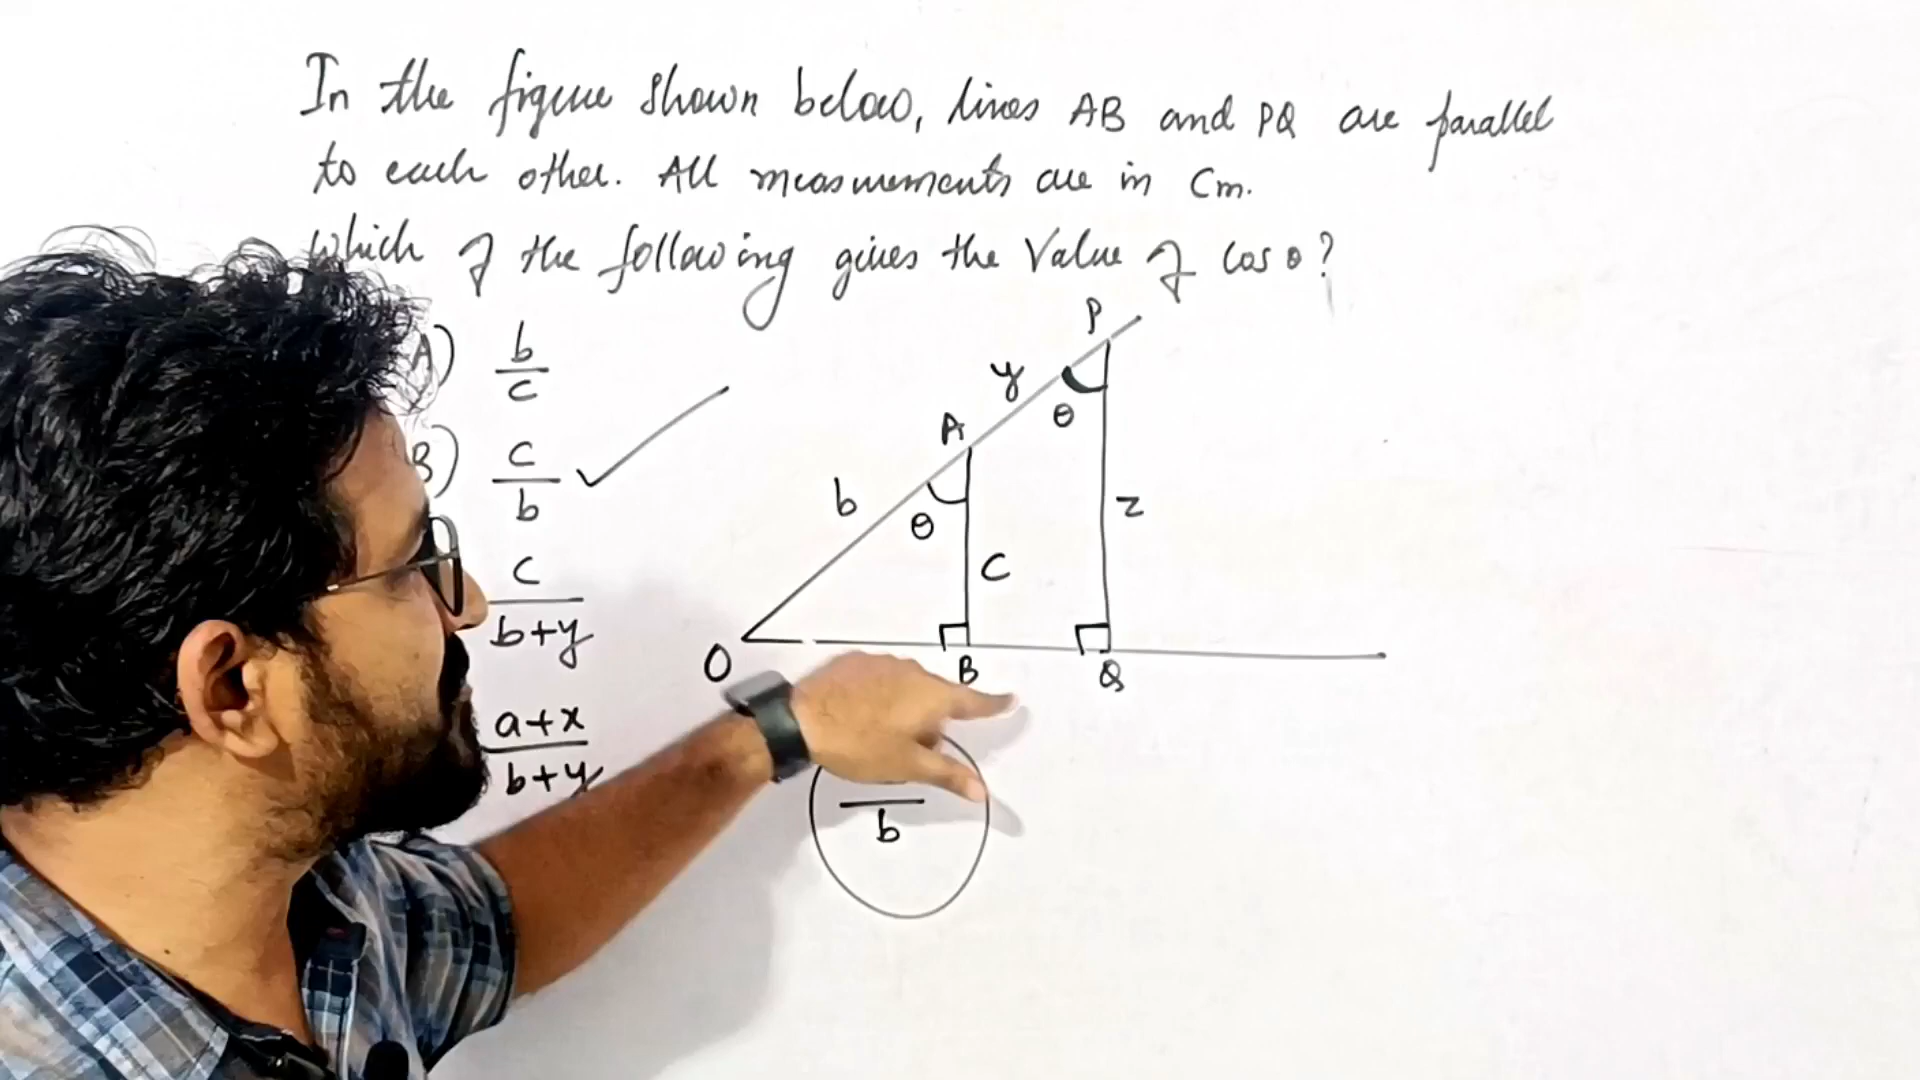 In the figure shown below, lines AB and PQ are parallel
to each other. All measurements are in cm.
Which of the following gives the value of cos θ?
A) b/c
B) c/b ✓
c/b+y
a+x/b+y
P
y
θ
A
b
θ
z
C
O
B
Q
b